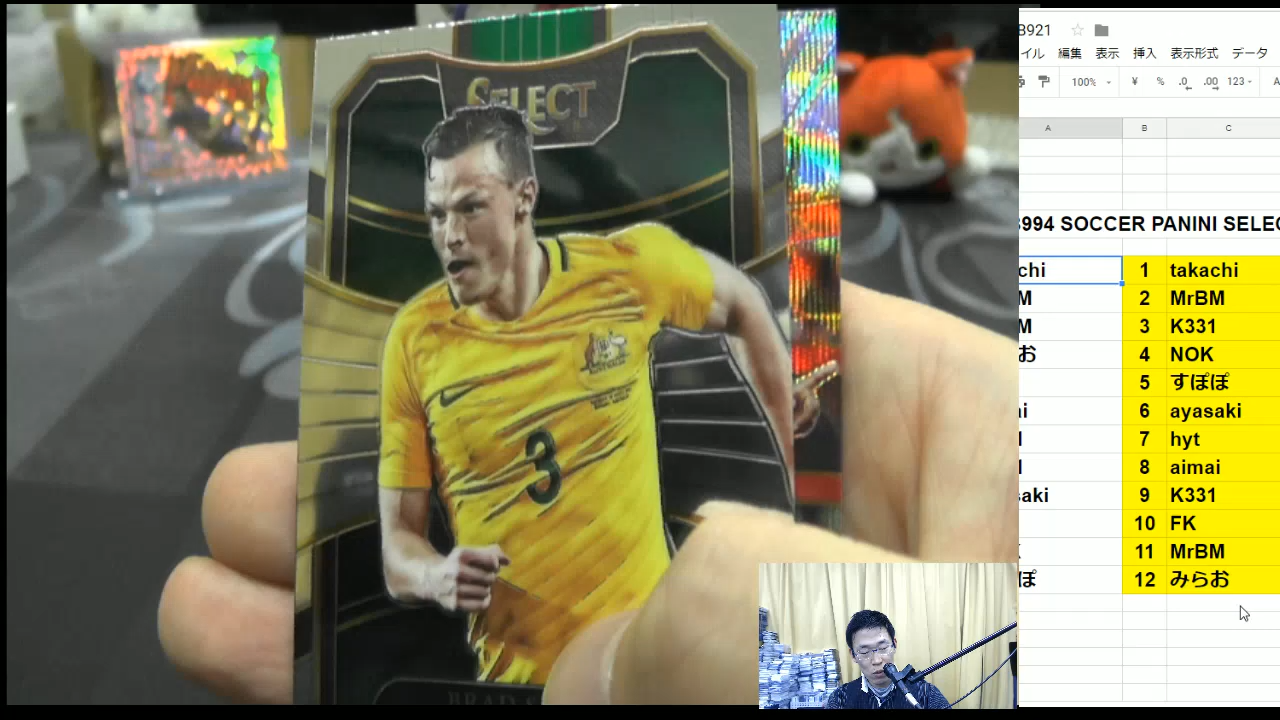 SELECT
3
BRAD
B921
イル 編集 表示 挿入 表示形式 データ
100% ¥ % .0 .00 123
A B C
994 SOCCER PANINI SELEC
chi 1 takachi
M 2 MrBM
M 3 K331
お 4 NOK
5 すぽぽ
ai 6 ayasaki
7 hyt
8 aimai
saki 9 K331
10 FK
11 MrBM
ぽ 12 みらお